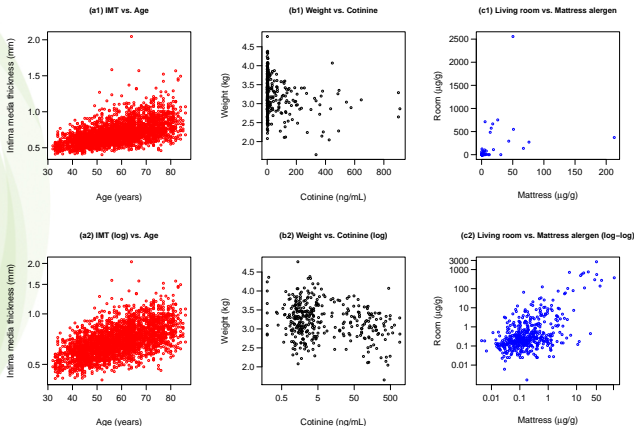 (a1) IMT vs. Age
Intima media thickness (mm)
2.0
1.5
1.0
0.5
30 40 50 60 70 80
Age (years)
(b1) Weight vs. Cotinine
Weight (kg)
4.5
4.0
3.5
3.0
2.5
2.0
0 200 400 600 800
Cotinine (ng/mL)
(c1) Living room vs. Mattress alergen
Room (µg/g)
2500
2000
1500
1000
500
0
0 50 100 150 200
Mattress (µg/g)
(a2) IMT (log) vs. Age
Intima media thickness (mm)
2.0
1.5
1.0
0.5
30 40 50 60 70 80
Age (years)
(b2) Weight vs. Cotinine (log)
Weight (kg)
4.5
4.0
3.5
3.0
2.5
2.0
0.5 5 50 500
Cotinine (ng/mL)
(c2) Living room vs. Mattress alergen (log−log)
Room (µg/g)
3000
1000
100
10
1
0.1
0.01
0.01 0.1 1 10 50
Mattress (µg/g)